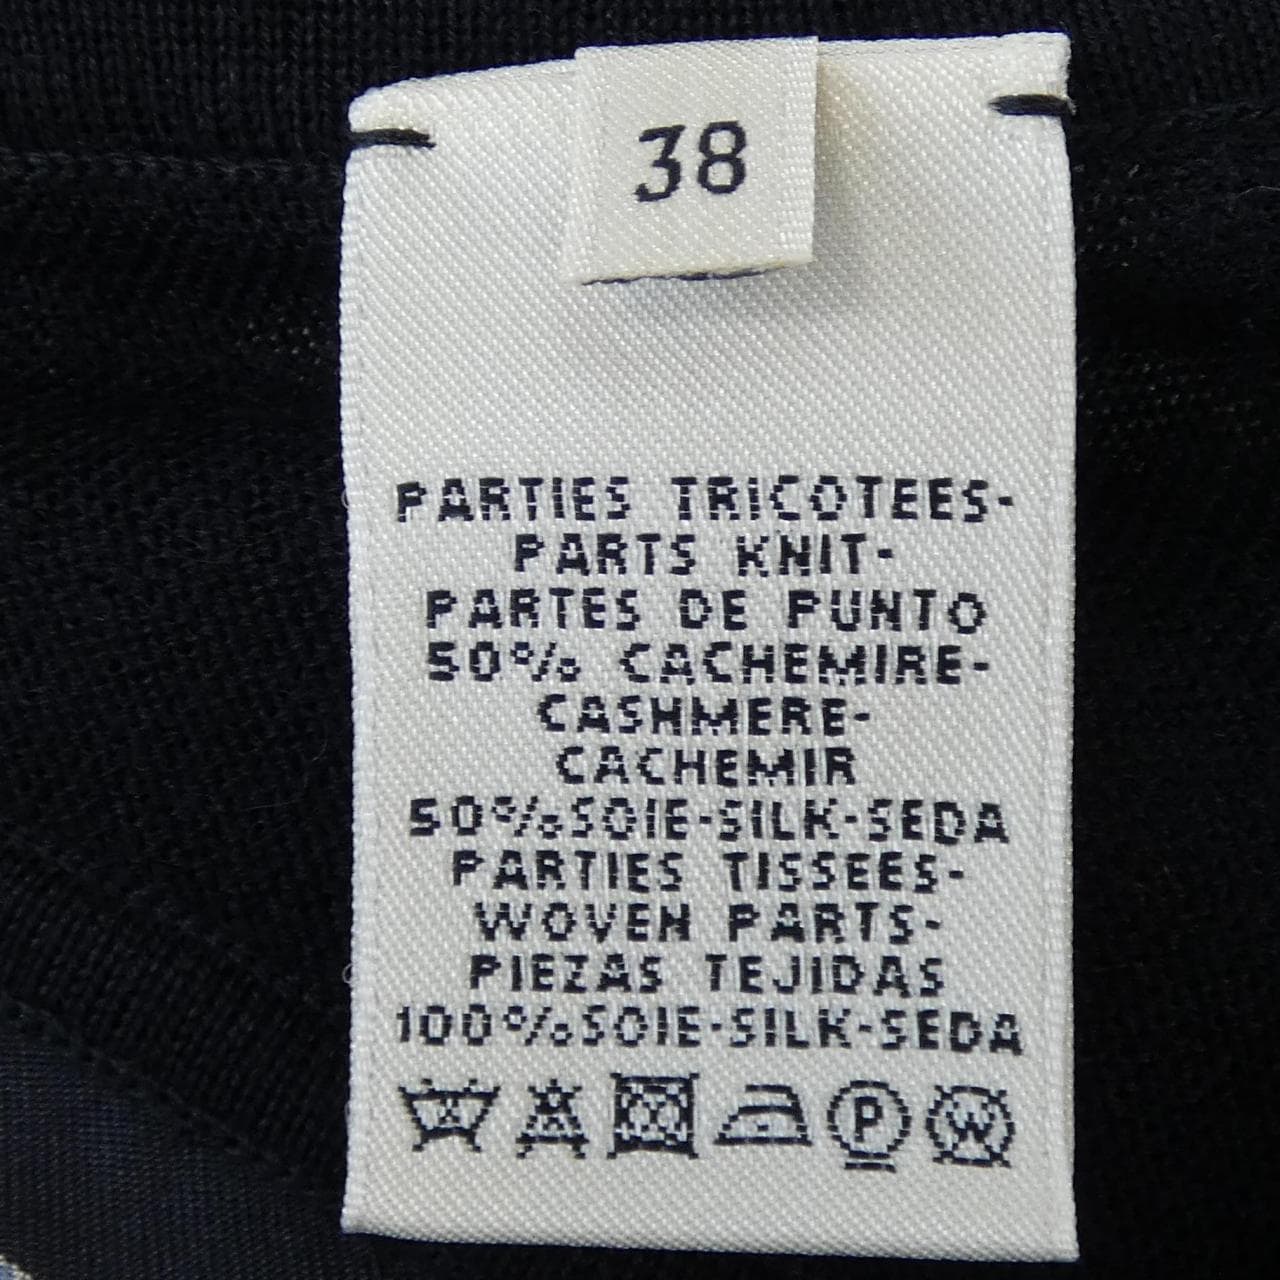 38
PARTIES TRICOTEES-
PARTS KNIT-
PARTES DE PUNTO
50% CACHEMIRE-
CASHMERE-
CACHEMIR
50%SOIE-SILK-SEDA
PARTIES TISSEES-
WOVEN PARTS-
PIEZAS TEJIDAS
100%SOIE-SILK-SEDA
P W